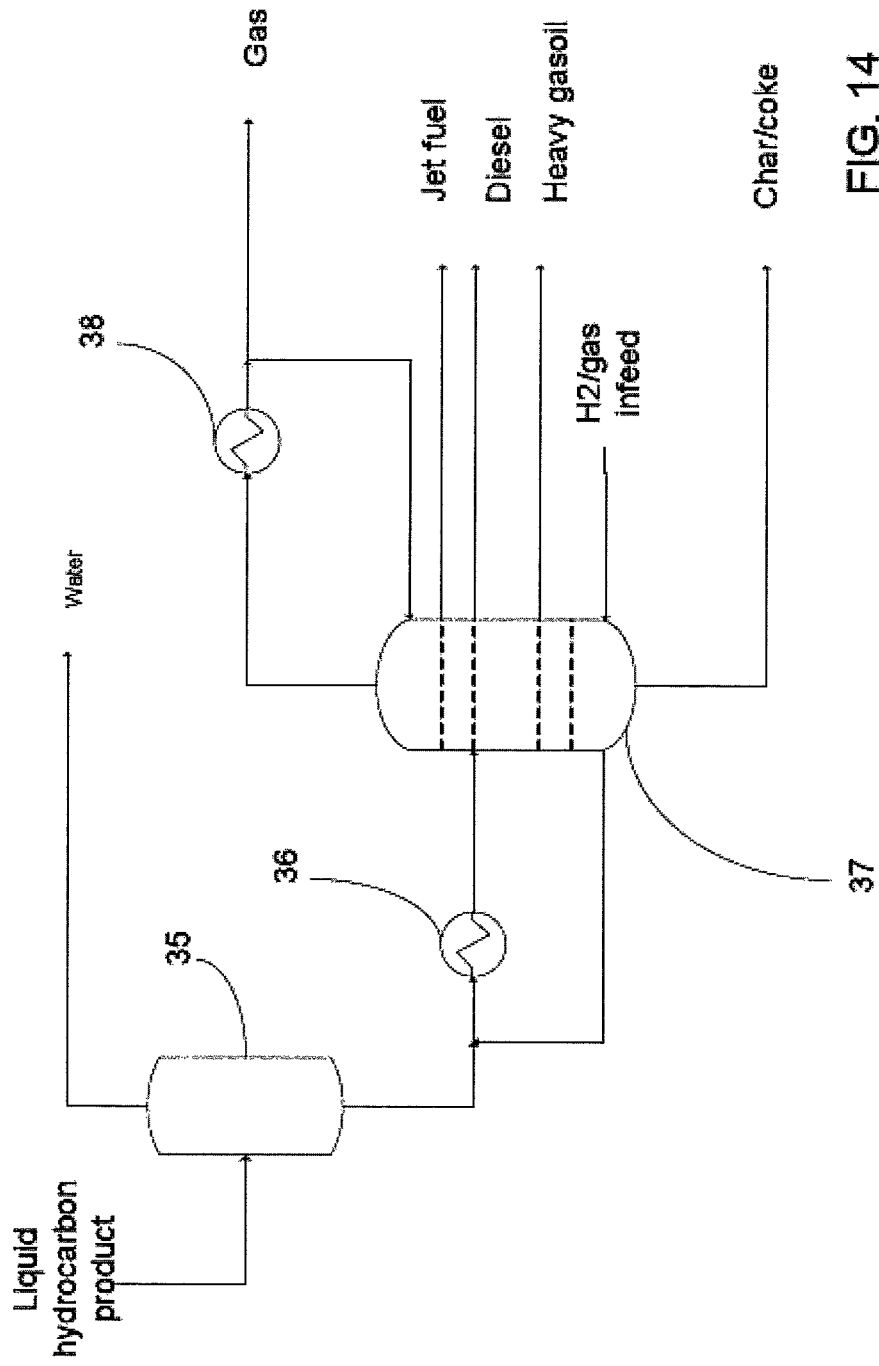 Liquid
hydrocarbon
product
35
Water
36
37
38
Gas
Jet fuel
Diesel
Heavy gasoil
H2/gas
infeed
Char/coke
FIG. 14